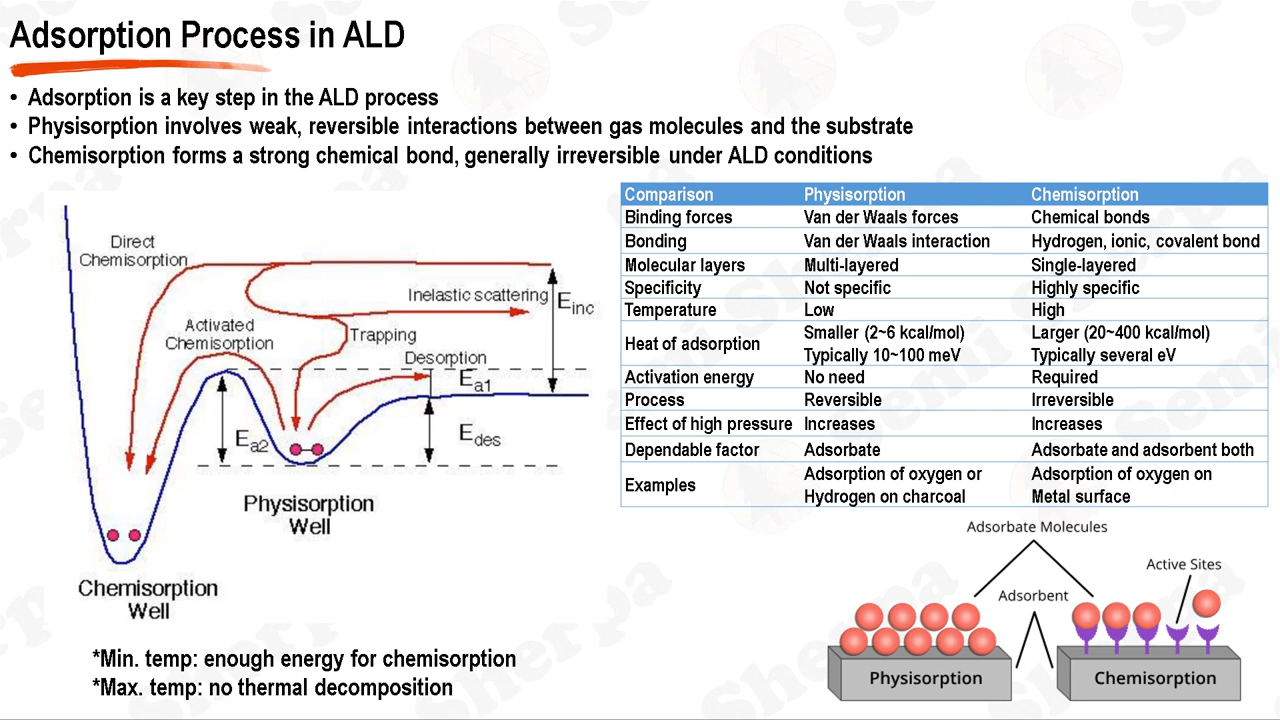 Adsorption Process in ALD
• Adsorption is a key step in the ALD process
• Physisorption involves weak, reversible interactions between gas molecules and the substrate
• Chemisorption forms a strong chemical bond, generally irreversible under ALD conditions
Direct
Chemisorption
Inelastic scattering
E inc
Activated
Chemisorption
Trapping
Desorption
E a1
E a2
E des
Physisorption
Well
Chemisorption
Well
*Min. temp: enough energy for chemisorption
*Max. temp: no thermal decomposition
Comparison Physisorption Chemisorption
Binding forces Van der Waals forces Chemical bonds
Bonding Van der Waals interaction Hydrogen, ionic, covalent bond
Molecular layers Multi-layered Single-layered
Specificity Not specific Highly specific
Temperature Low High
Heat of adsorption Smaller (2~6 kcal/mol) Larger (20~400 kcal/mol)
Typically 10~100 meV Typically several eV
Activation energy No need Required
Process Reversible Irreversible
Effect of high pressure Increases Increases
Dependable factor Adsorbate Adsorbate and adsorbent both
Examples Adsorption of oxygen or Adsorption of oxygen on
Hydrogen on charcoal Metal surface
Adsorbate Molecules
Active Sites
Adsorbent
Physisorption
Chemisorption